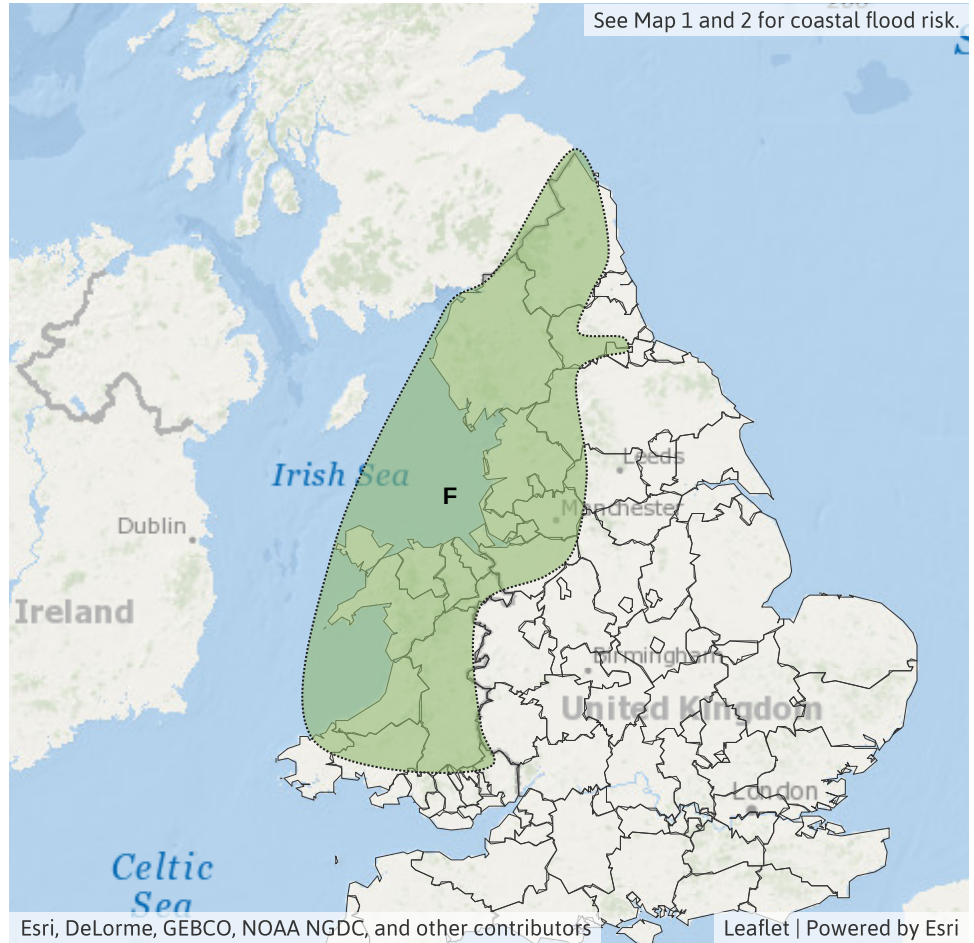 See Map 1 and 2 for coastal flood risk.
S
Leeds
Irish Sea
F
Manchester
Dublin
Ireland
Birmingham
United Kingdom
London
Celtic
Sea
Esri, DeLorme, GEBCO, NOAA NGDC, and other contributors
Leaflet | Powered by Esri